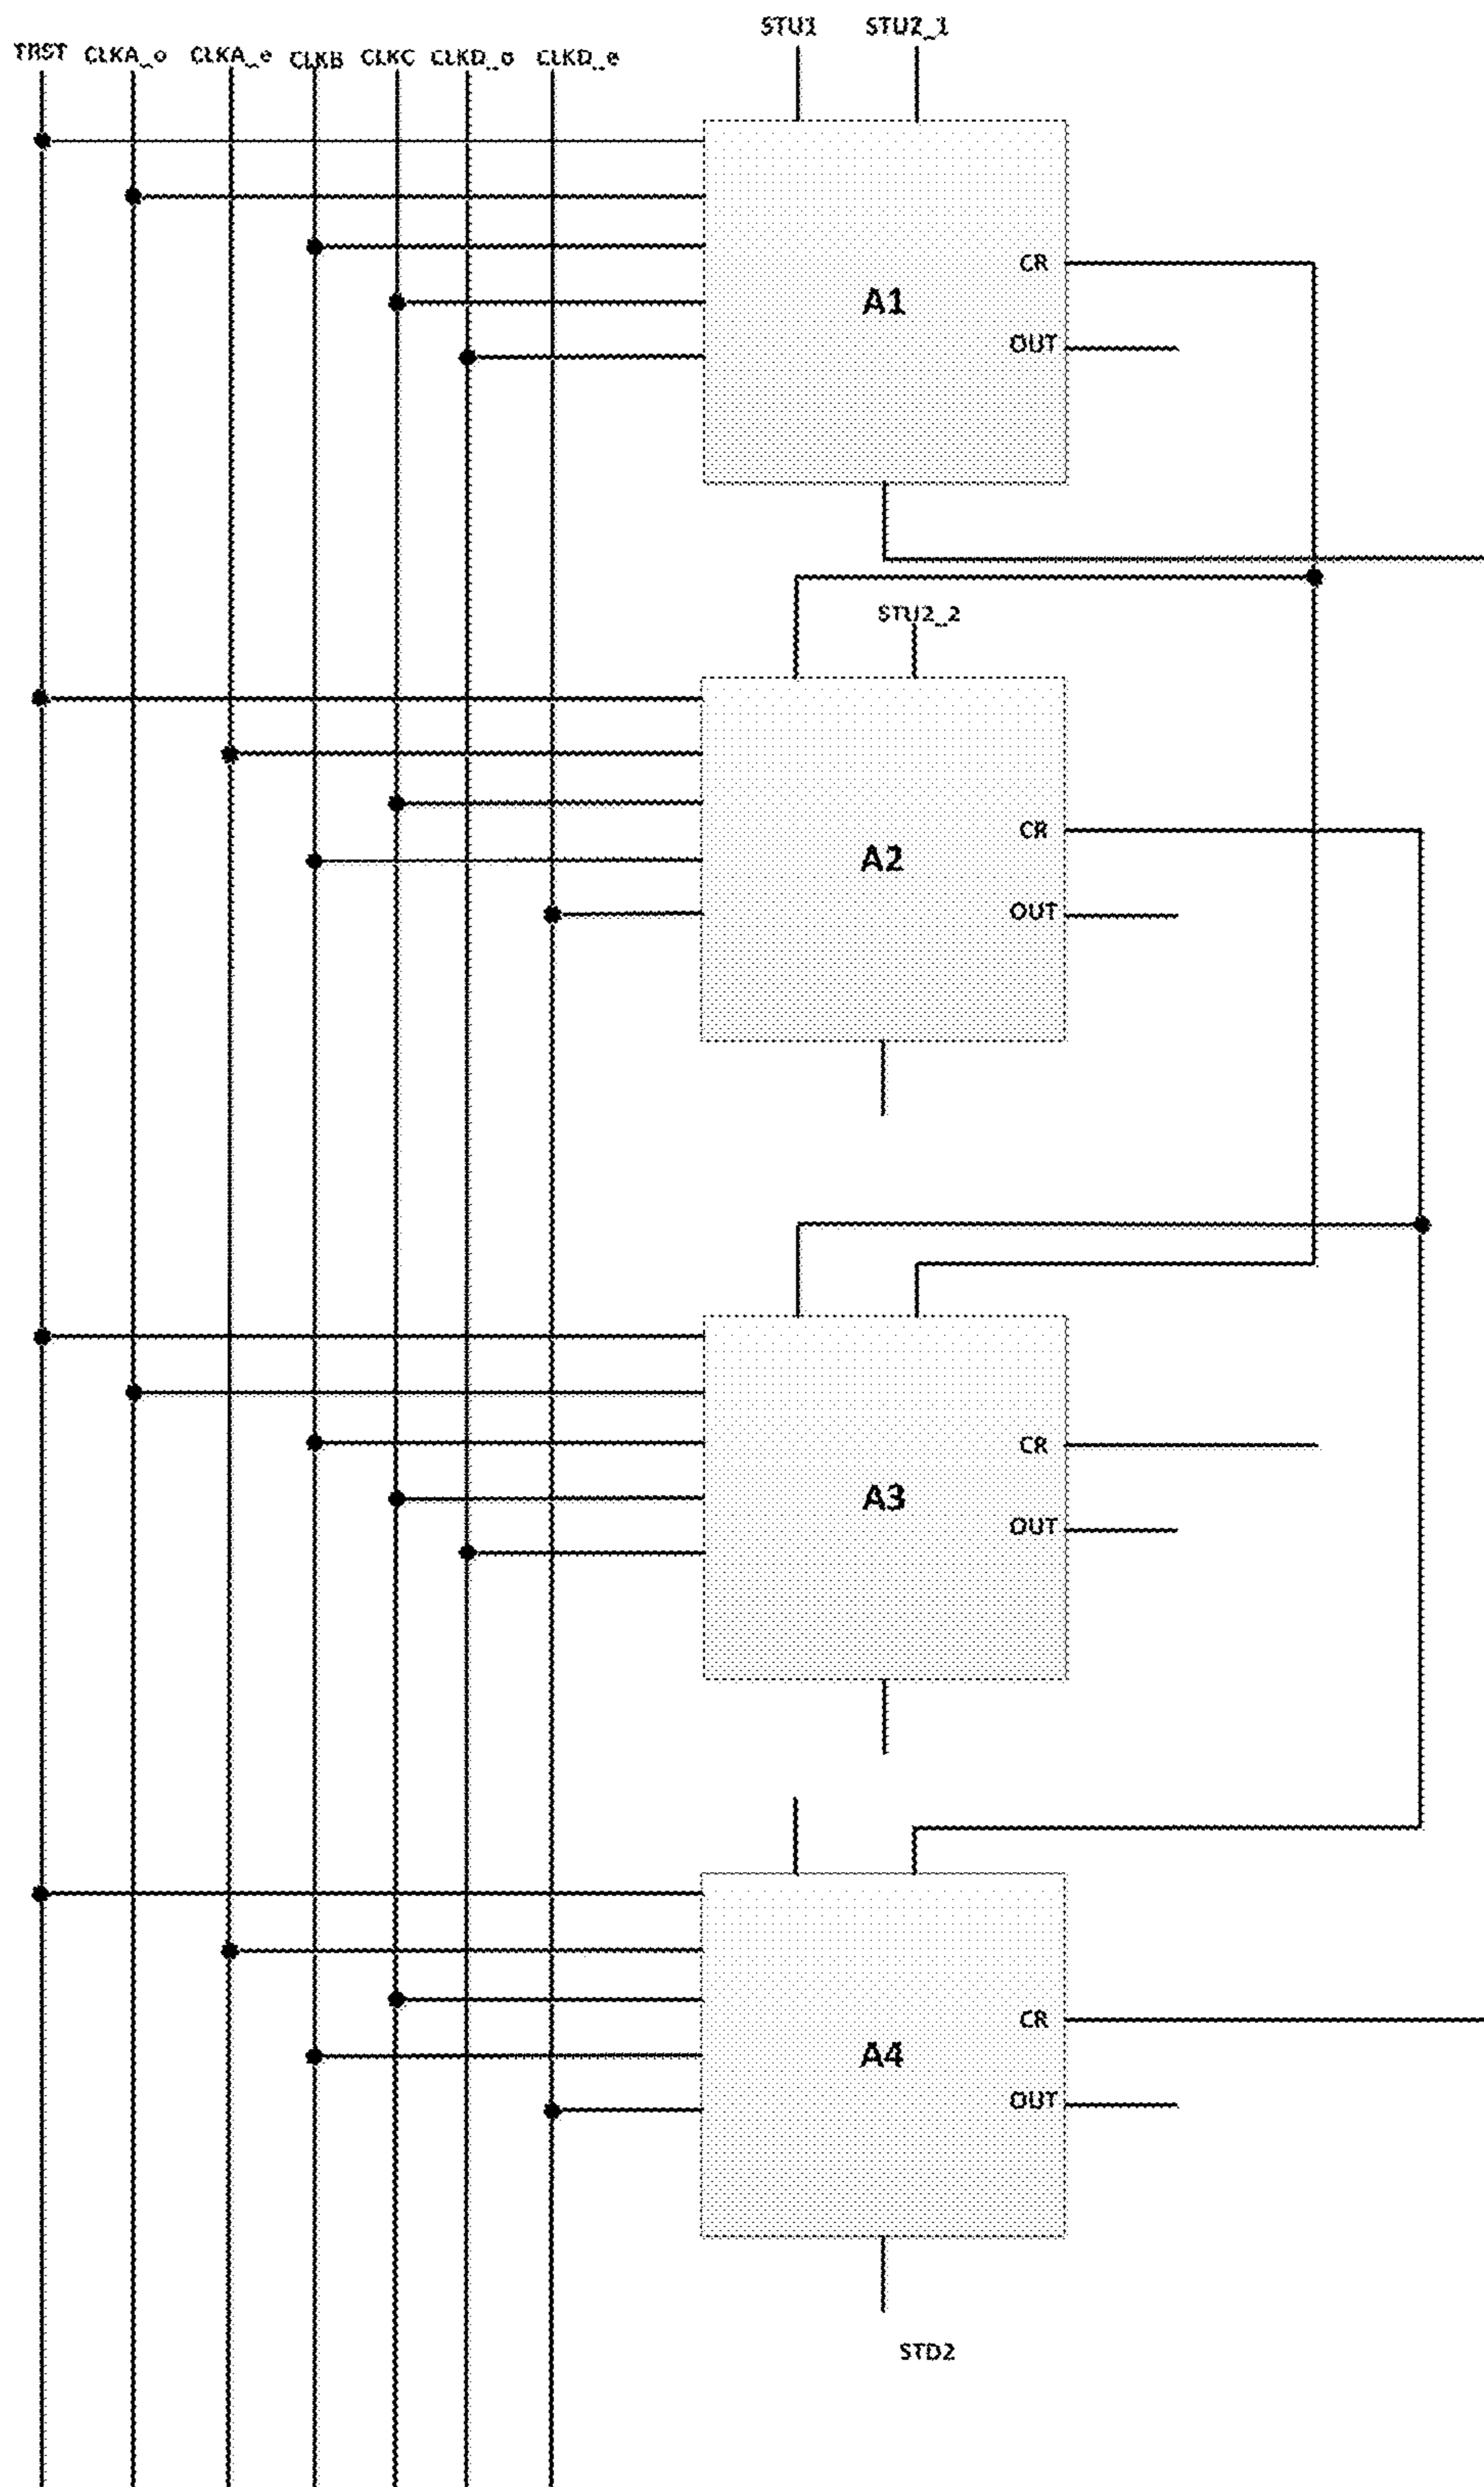 STU1 STU2_1
TRST CLKA_o CLKA_e CLKB CLKC CLKD_o CLKD_e
CR
A1
OUT
STU2_2
CR
A2
OUT
CR
A3
OUT
CR
A4
OUT
STD2